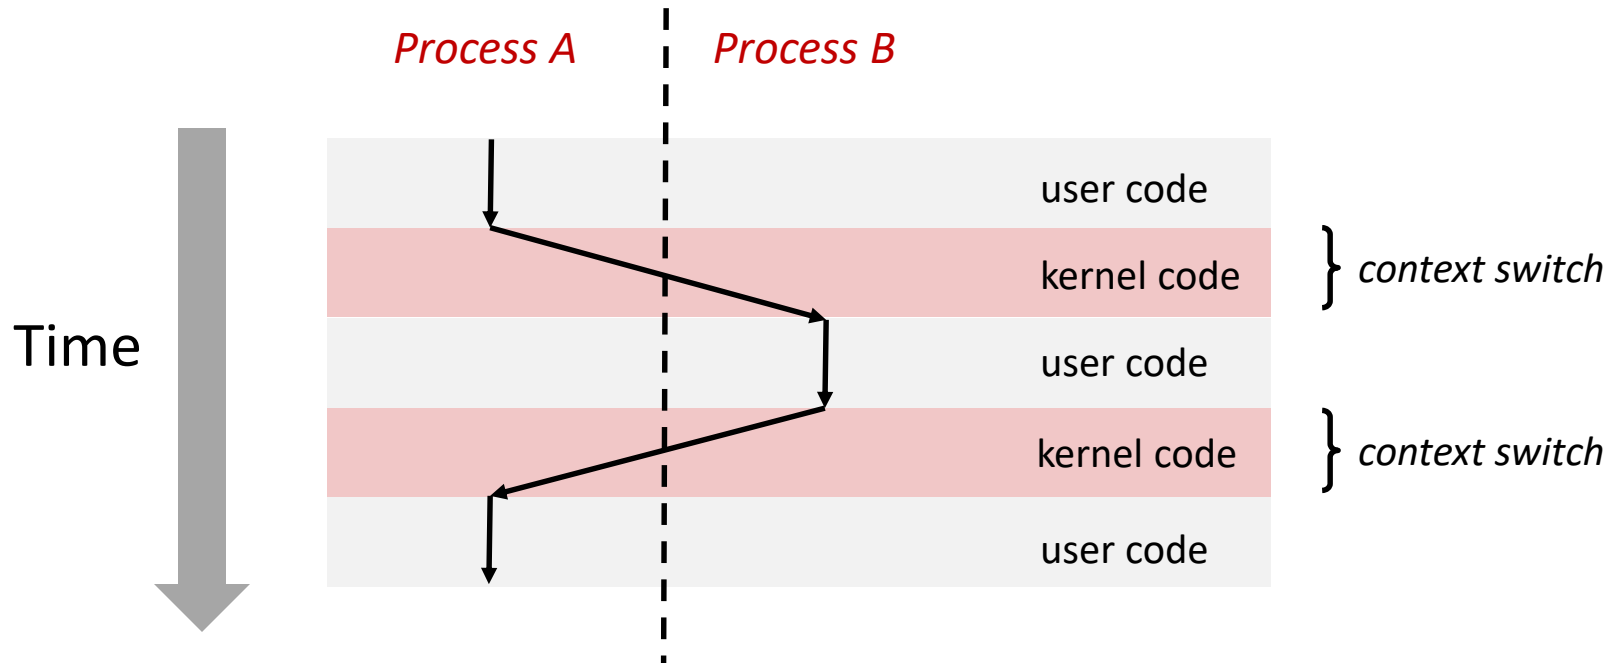 Process A
Process B
user code
kernel code
context switch
Time
user code
kernel code
context switch
user code